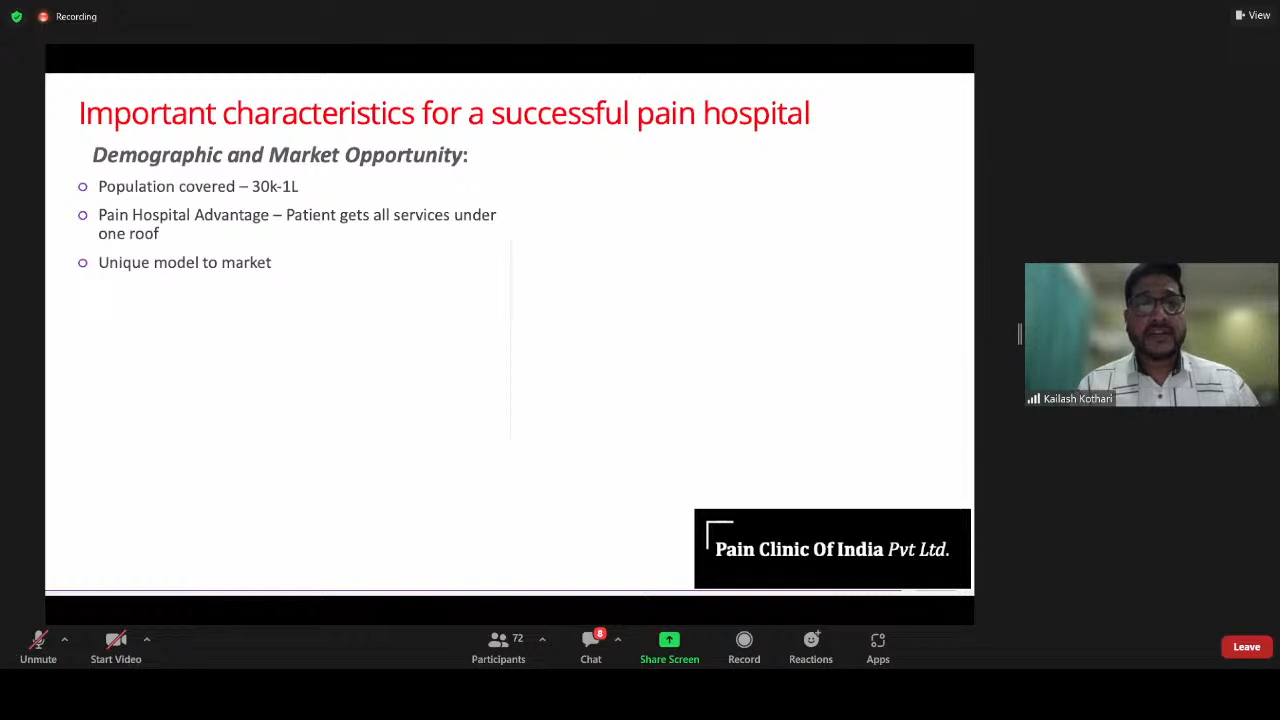 Recording
View
Important characteristics for a successful pain hospital
Demographic and Market Opportunity:
Population covered – 30k-1L
Pain Hospital Advantage – Patient gets all services under
one roof
Unique model to market
Kailash Kothari
Pain Clinic Of India Pvt Ltd.
Unmute
Start Video
72
Participants
8
Chat
Share Screen
Record
Reactions
Apps
Leave